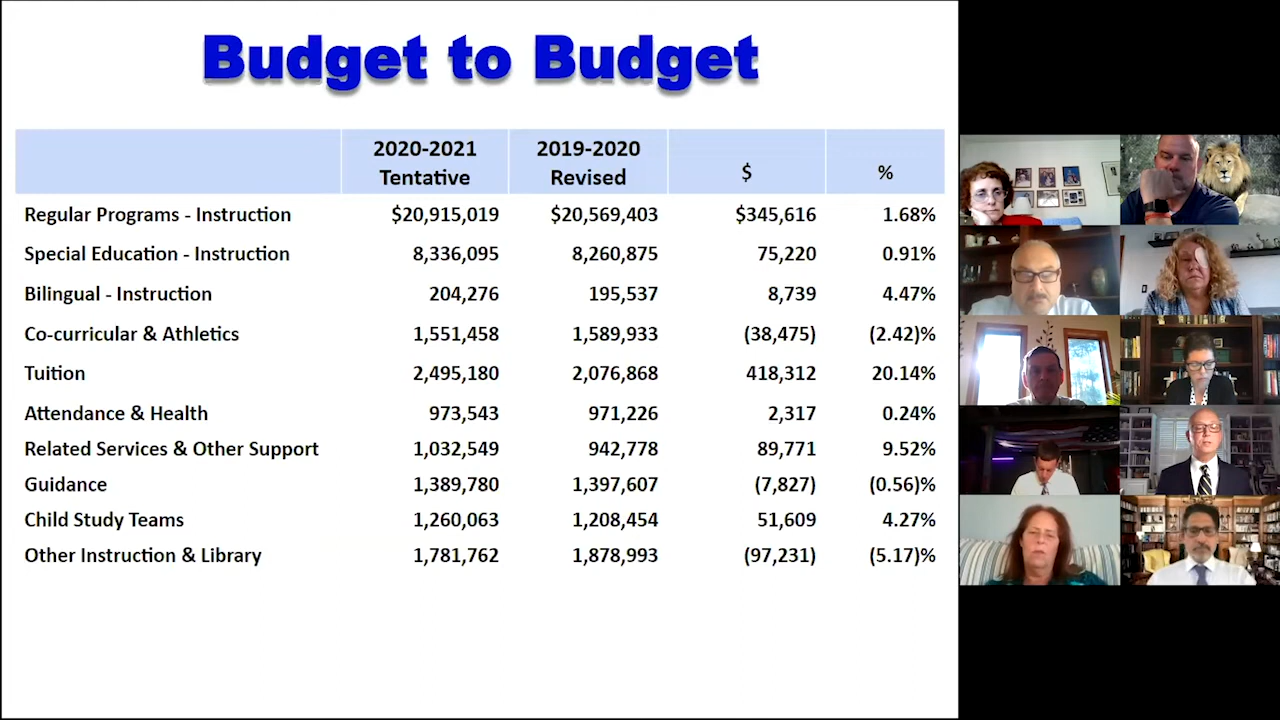 Budget to Budget
2020-2021 Tentative 2019-2020 Revised $ %
Regular Programs - Instruction $20,915,019 $20,569,403 $345,616 1.68%
Special Education - Instruction 8,336,095 8,260,875 75,220 0.91%
Bilingual - Instruction 204,276 195,537 8,739 4.47%
Co-curricular & Athletics 1,551,458 1,589,933 (38,475) (2.42)%
Tuition 2,495,180 2,076,868 418,312 20.14%
Attendance & Health 973,543 971,226 2,317 0.24%
Related Services & Other Support 1,032,549 942,778 89,771 9.52%
Guidance 1,389,780 1,397,607 (7,827) (0.56)%
Child Study Teams 1,260,063 1,208,454 51,609 4.27%
Other Instruction & Library 1,781,762 1,878,993 (97,231) (5.17)%